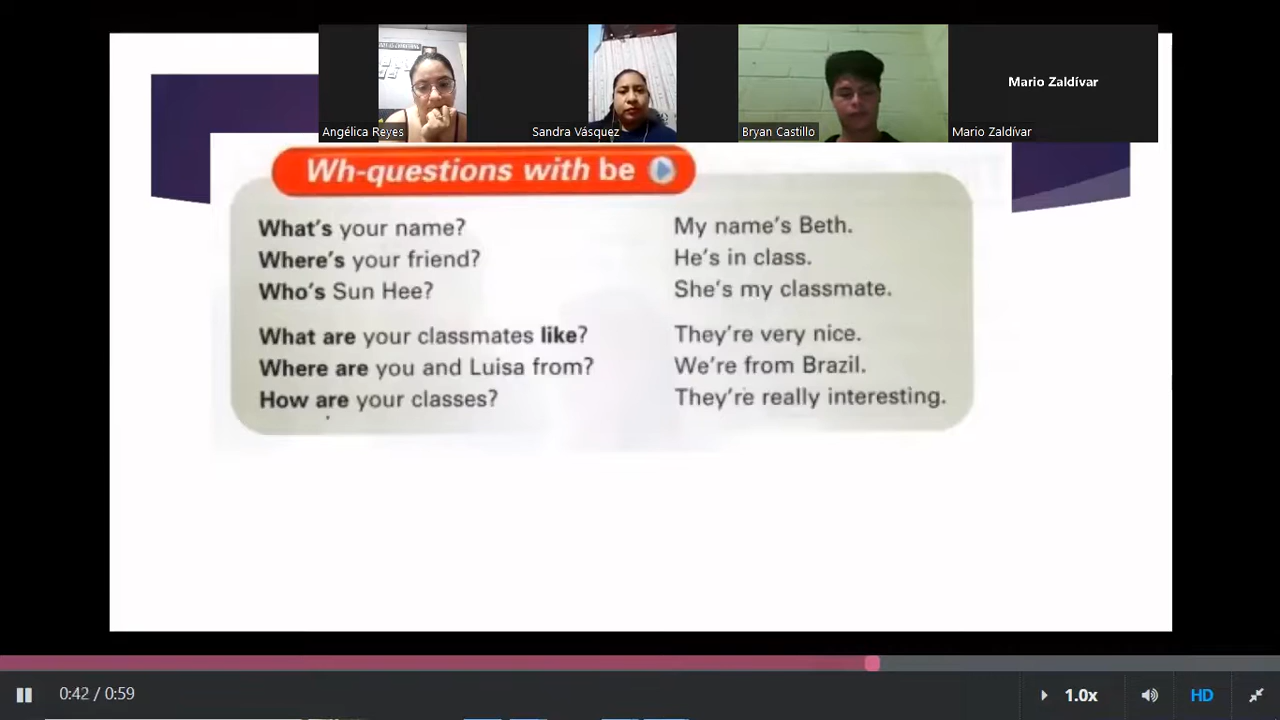 Mario Zaldívar
Angélica Reyes
Sandra Vásquez
Bryan Castillo
Mario Zaldívar
Wh-questions with be
What's your name?
My name's Beth.
Where's your friend?
He's in class.
Who's Sun Hee?
She's my classmate.
What are your classmates like?
They're very nice.
Where are you and Luisa from?
We're from Brazil.
How are your classes?
They're really interesting.
0:42 / 0:59
1.0x
HD